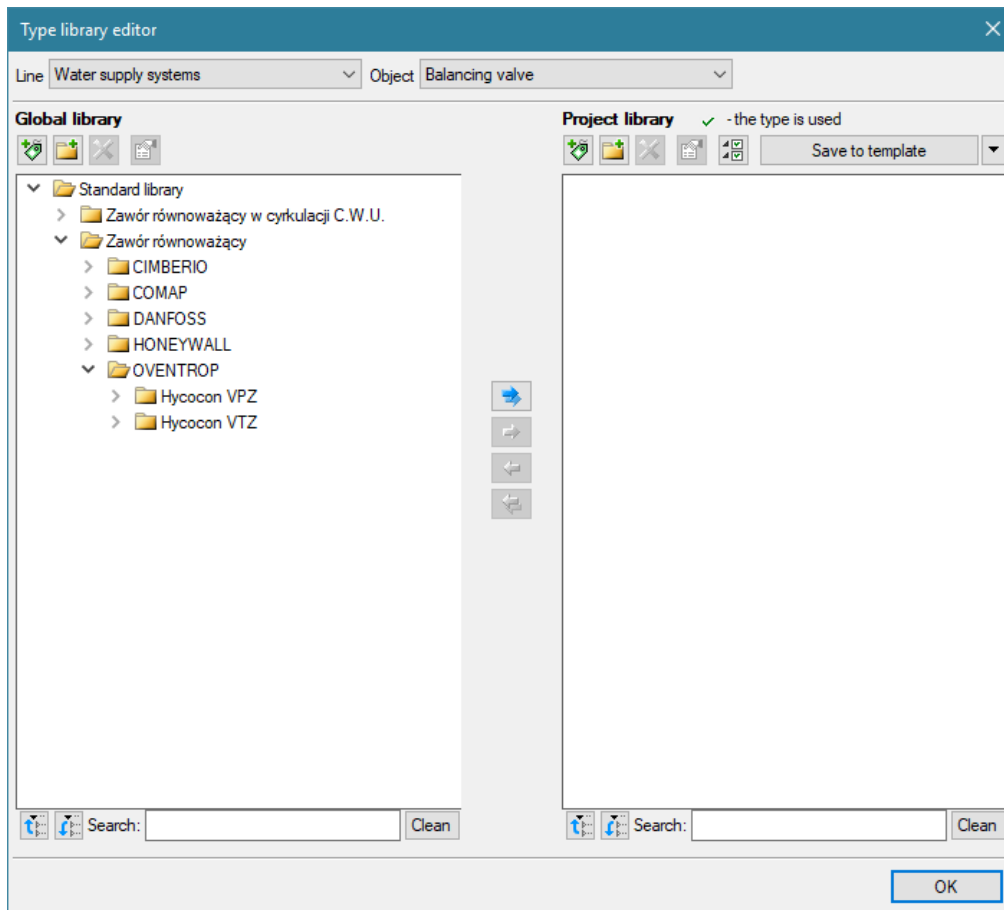 Type library editor
Line Water supply systems Object Balancing valve
Global library
Project library - the type is used
Save to template
Standard library
Zawór równoważący w cyrkulacji C.W.U.
Zawór równoważący
CIMBERIO
COMAP
DANFOSS
HONEYWALL
OVENTROP
Hycocon VPZ
Hycocon VTZ
Search: Clean
Search: Clean
OK